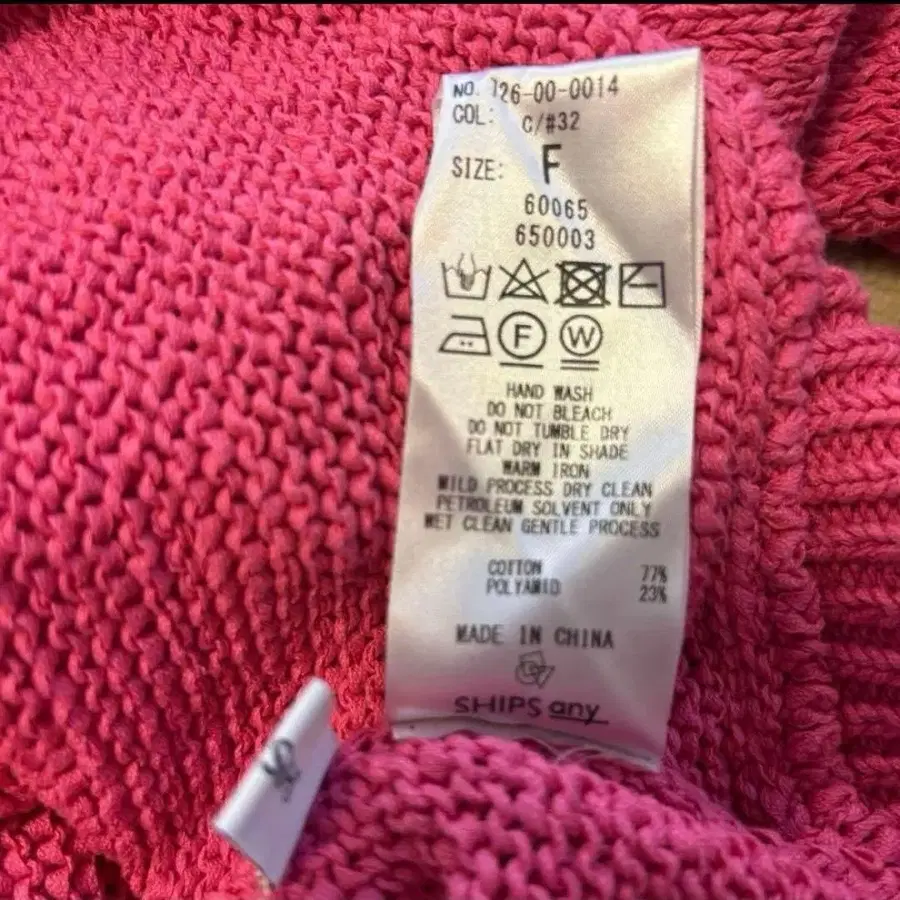 NO. 726-00-0014
COL: C/#32
SIZE: F
60065
650003
F W
HAND WASH
DO NOT BLEACH
DO NOT TUMBLE DRY
FLAT DRY IN SHADE
WARM IRON
MILD PROCESS DRY CLEAN
PETROLEUM SOLVENT ONLY
WET CLEAN GENTLE PROCESS
COTTON 77%
POLYAMID 23%
MADE IN CHINA
SHIPS any